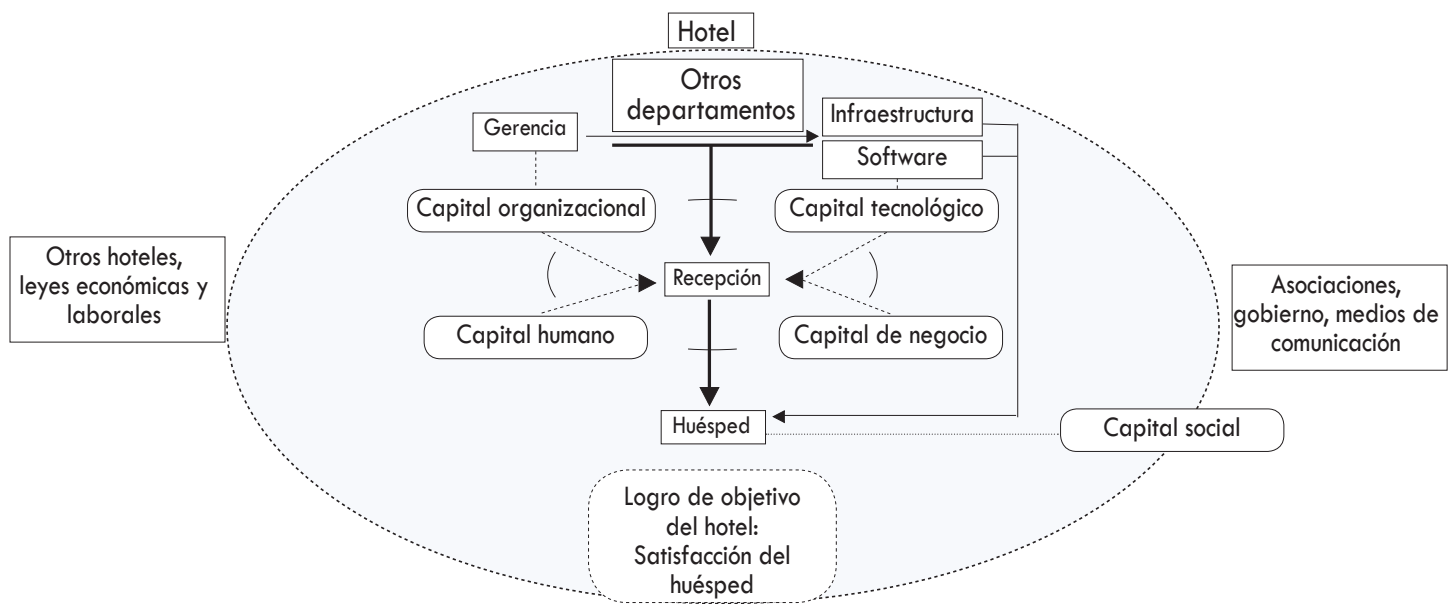 Hotel
Otros
departamentos
Gerencia
Infraestructura
Software
Capital organizacional
Capital tecnológico
Otros hoteles,
leyes económicas y
laborales
Recepción
Asociaciones,
gobierno, medios de
comunicación
Capital humano
Capital de negocio
Huésped
Capital social
Logro de objetivo
del hotel:
Satisfacción del
huésped